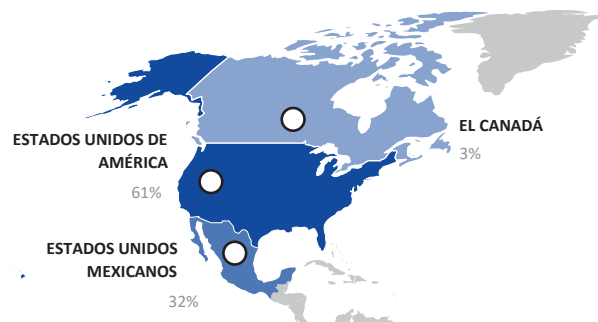 EL CANADÁ
3%
ESTADOS UNIDOS DE
AMÉRICA
61%
ESTADOS UNIDOS
MEXICANOS
32%